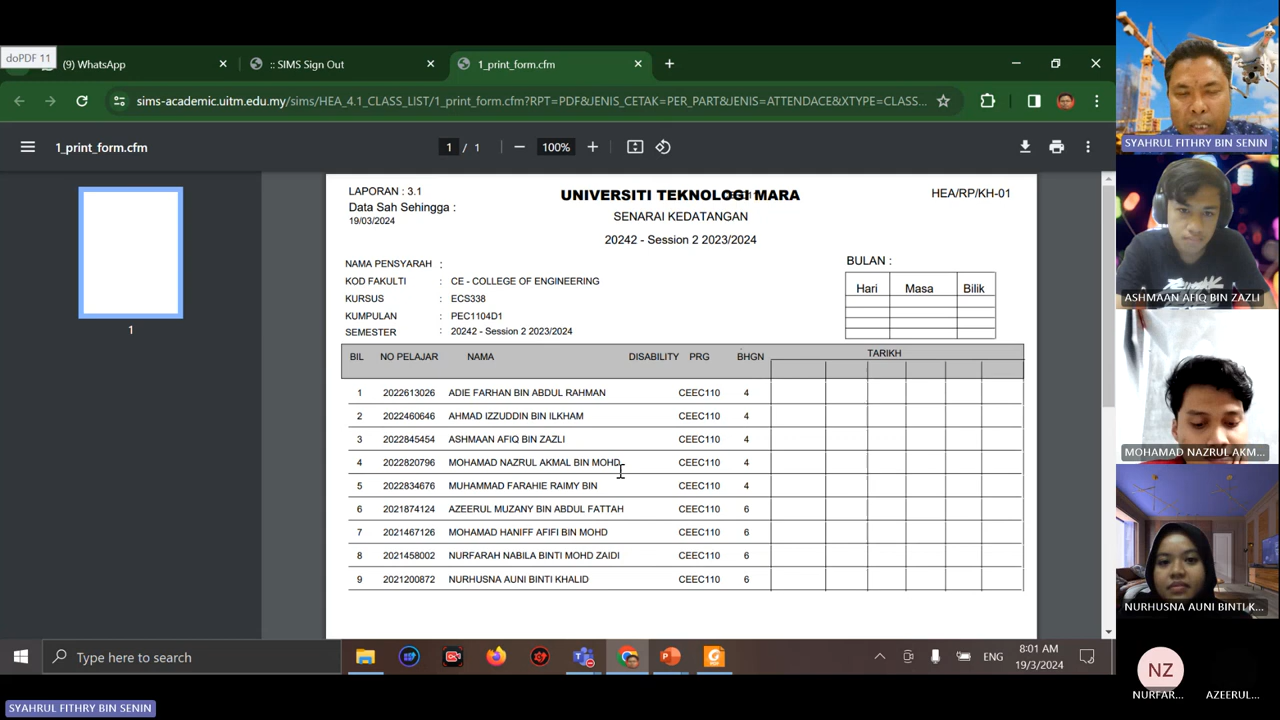 doPDF 11
(9) WhatsApp
:: SIMS Sign Out
1_print_form.cfm
sims-academic.uitm.edu.my/sims/HEA_4.1_CLASS_LIST/1_print_form.cfm?RPT=PDF&JENIS_CETAK=PER_PART&JENIS=ATTENDACE&XTYPE=CLASS...
1_print_form.cfm
1 / 1
100%
1
LAPORAN : 3.1
UNIVERSITI TEKNOLOGI MARA
HEA/RP/KH-01
Data Sah Sehingga :
19/03/2024
SENARAI KEDATANGAN
20242 - Session 2 2023/2024
NAMA PENSYARAH :
KOD FAKULTI : CE - COLLEGE OF ENGINEERING
KURSUS : ECS338
KUMPULAN : PEC1104D1
SEMESTER : 20242 - Session 2 2023/2024
BULAN :
Hari Masa Bilik
BIL NO PELAJAR NAMA DISABILITY PRG BHGN TARIKH
1 2022613026 ADIE FARHAN BIN ABDUL RAHMAN CEEC110 4
2 2022460646 AHMAD IZZUDDIN BIN ILKHAM CEEC110 4
3 2022845454 ASHMAAN AFIQ BIN ZAZLI CEEC110 4
4 2022820796 MOHAMAD NAZRUL AKMAL BIN MOHD CEEC110 4
5 2022834676 MUHAMMAD FARAHIE RAIMY BIN CEEC110 4
6 2021874124 AZEERUL MUZANY BIN ABDUL FATTAH CEEC110 6
7 2021467126 MOHAMAD HANIFF AFIFI BIN MOHD CEEC110 6
8 2021458002 NURFARAH NABILA BINTI MOHD ZAIDI CEEC110 6
9 2021200872 NURHUSNA AUNI BINTI KHALID CEEC110 6
Type here to search
ENG
8:01 AM
19/3/2024
SYAHRUL FITHRY BIN SENIN
SYAHRUL FITHRY BIN SENIN
ASHMAAN AFIQ BIN ZAZLI
MOHAMAD NAZRUL AKM...
NURHUSNA AUNI BINTI K...
NZ
NURFAR...
AZEERUL...